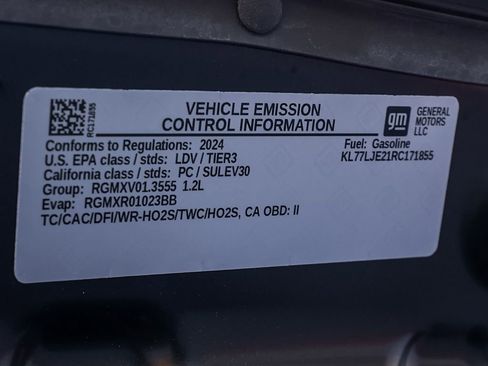 RC171855
VEHICLE EMISSION
CONTROL INFORMATION
gm
GENERAL
MOTORS
LLC
Conforms to Regulations: 2024
Fuel: Gasoline
U.S. EPA class / stds: LDV / TIER3
KL77LJE21RC171855
California class / stds: PC / SULEV30
Group: RGMXV01.3555 1.2L
Evap: RGMXR01023BB
TC/CAC/DFI/WR-HO2S/TWC/HO2S, CA OBD: II